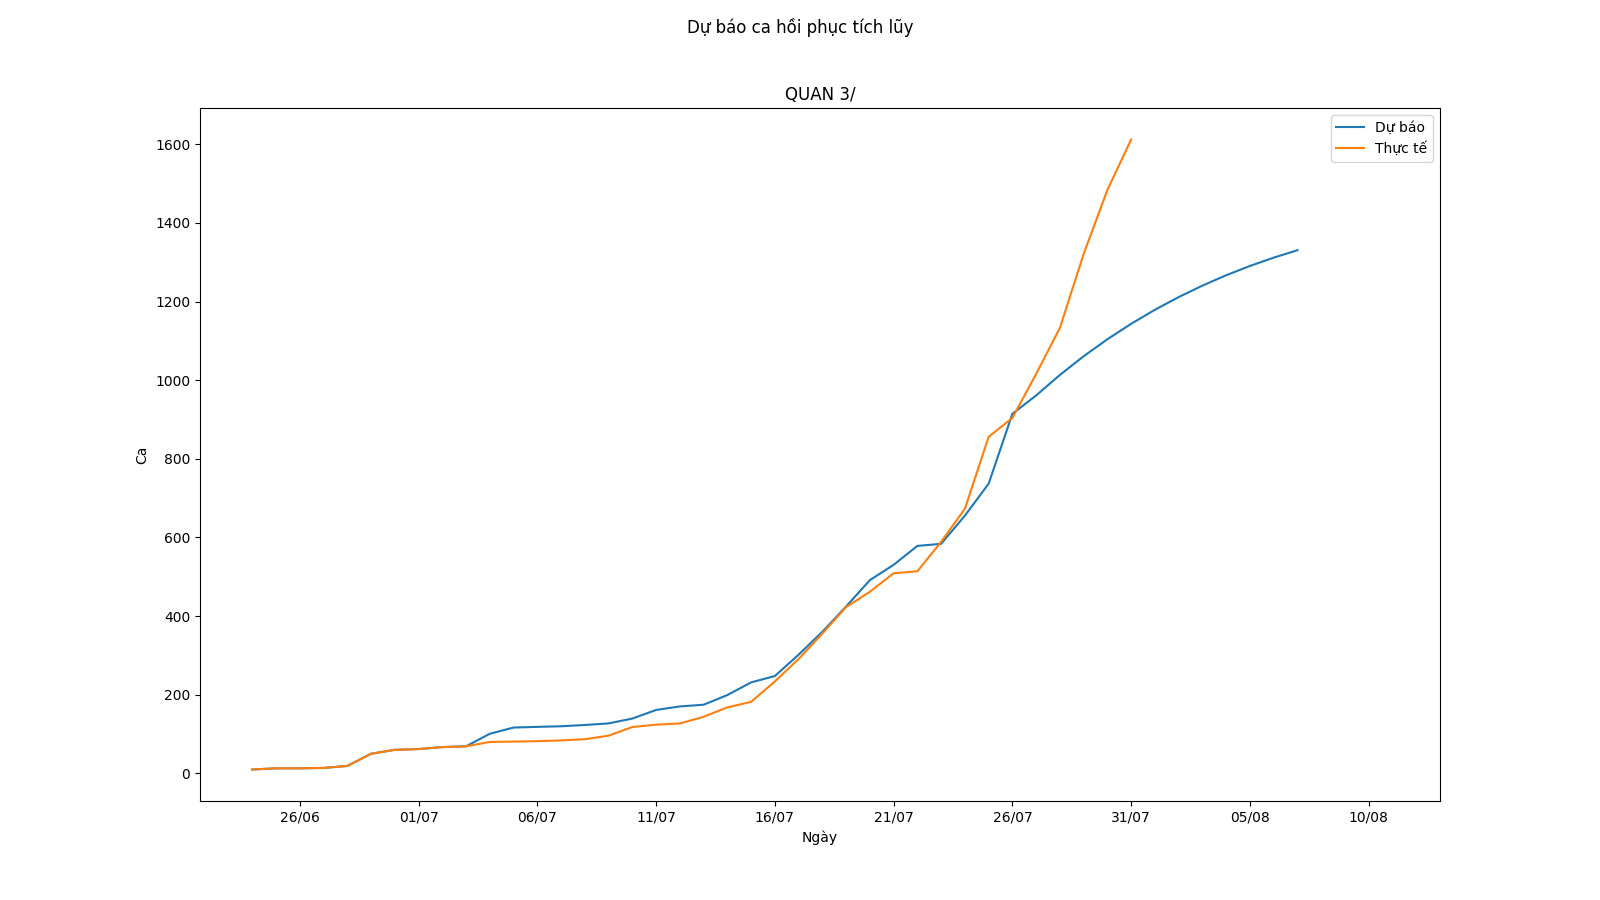 Dự báo ca hồi phục tích lũy
QUAN 3/
Dự báo
Thực tế
1600
1400
1200
1000
800
600
400
200
0
Ca
26/06 01/07 06/07 11/07 16/07 21/07 26/07 31/07 05/08 10/08
Ngày